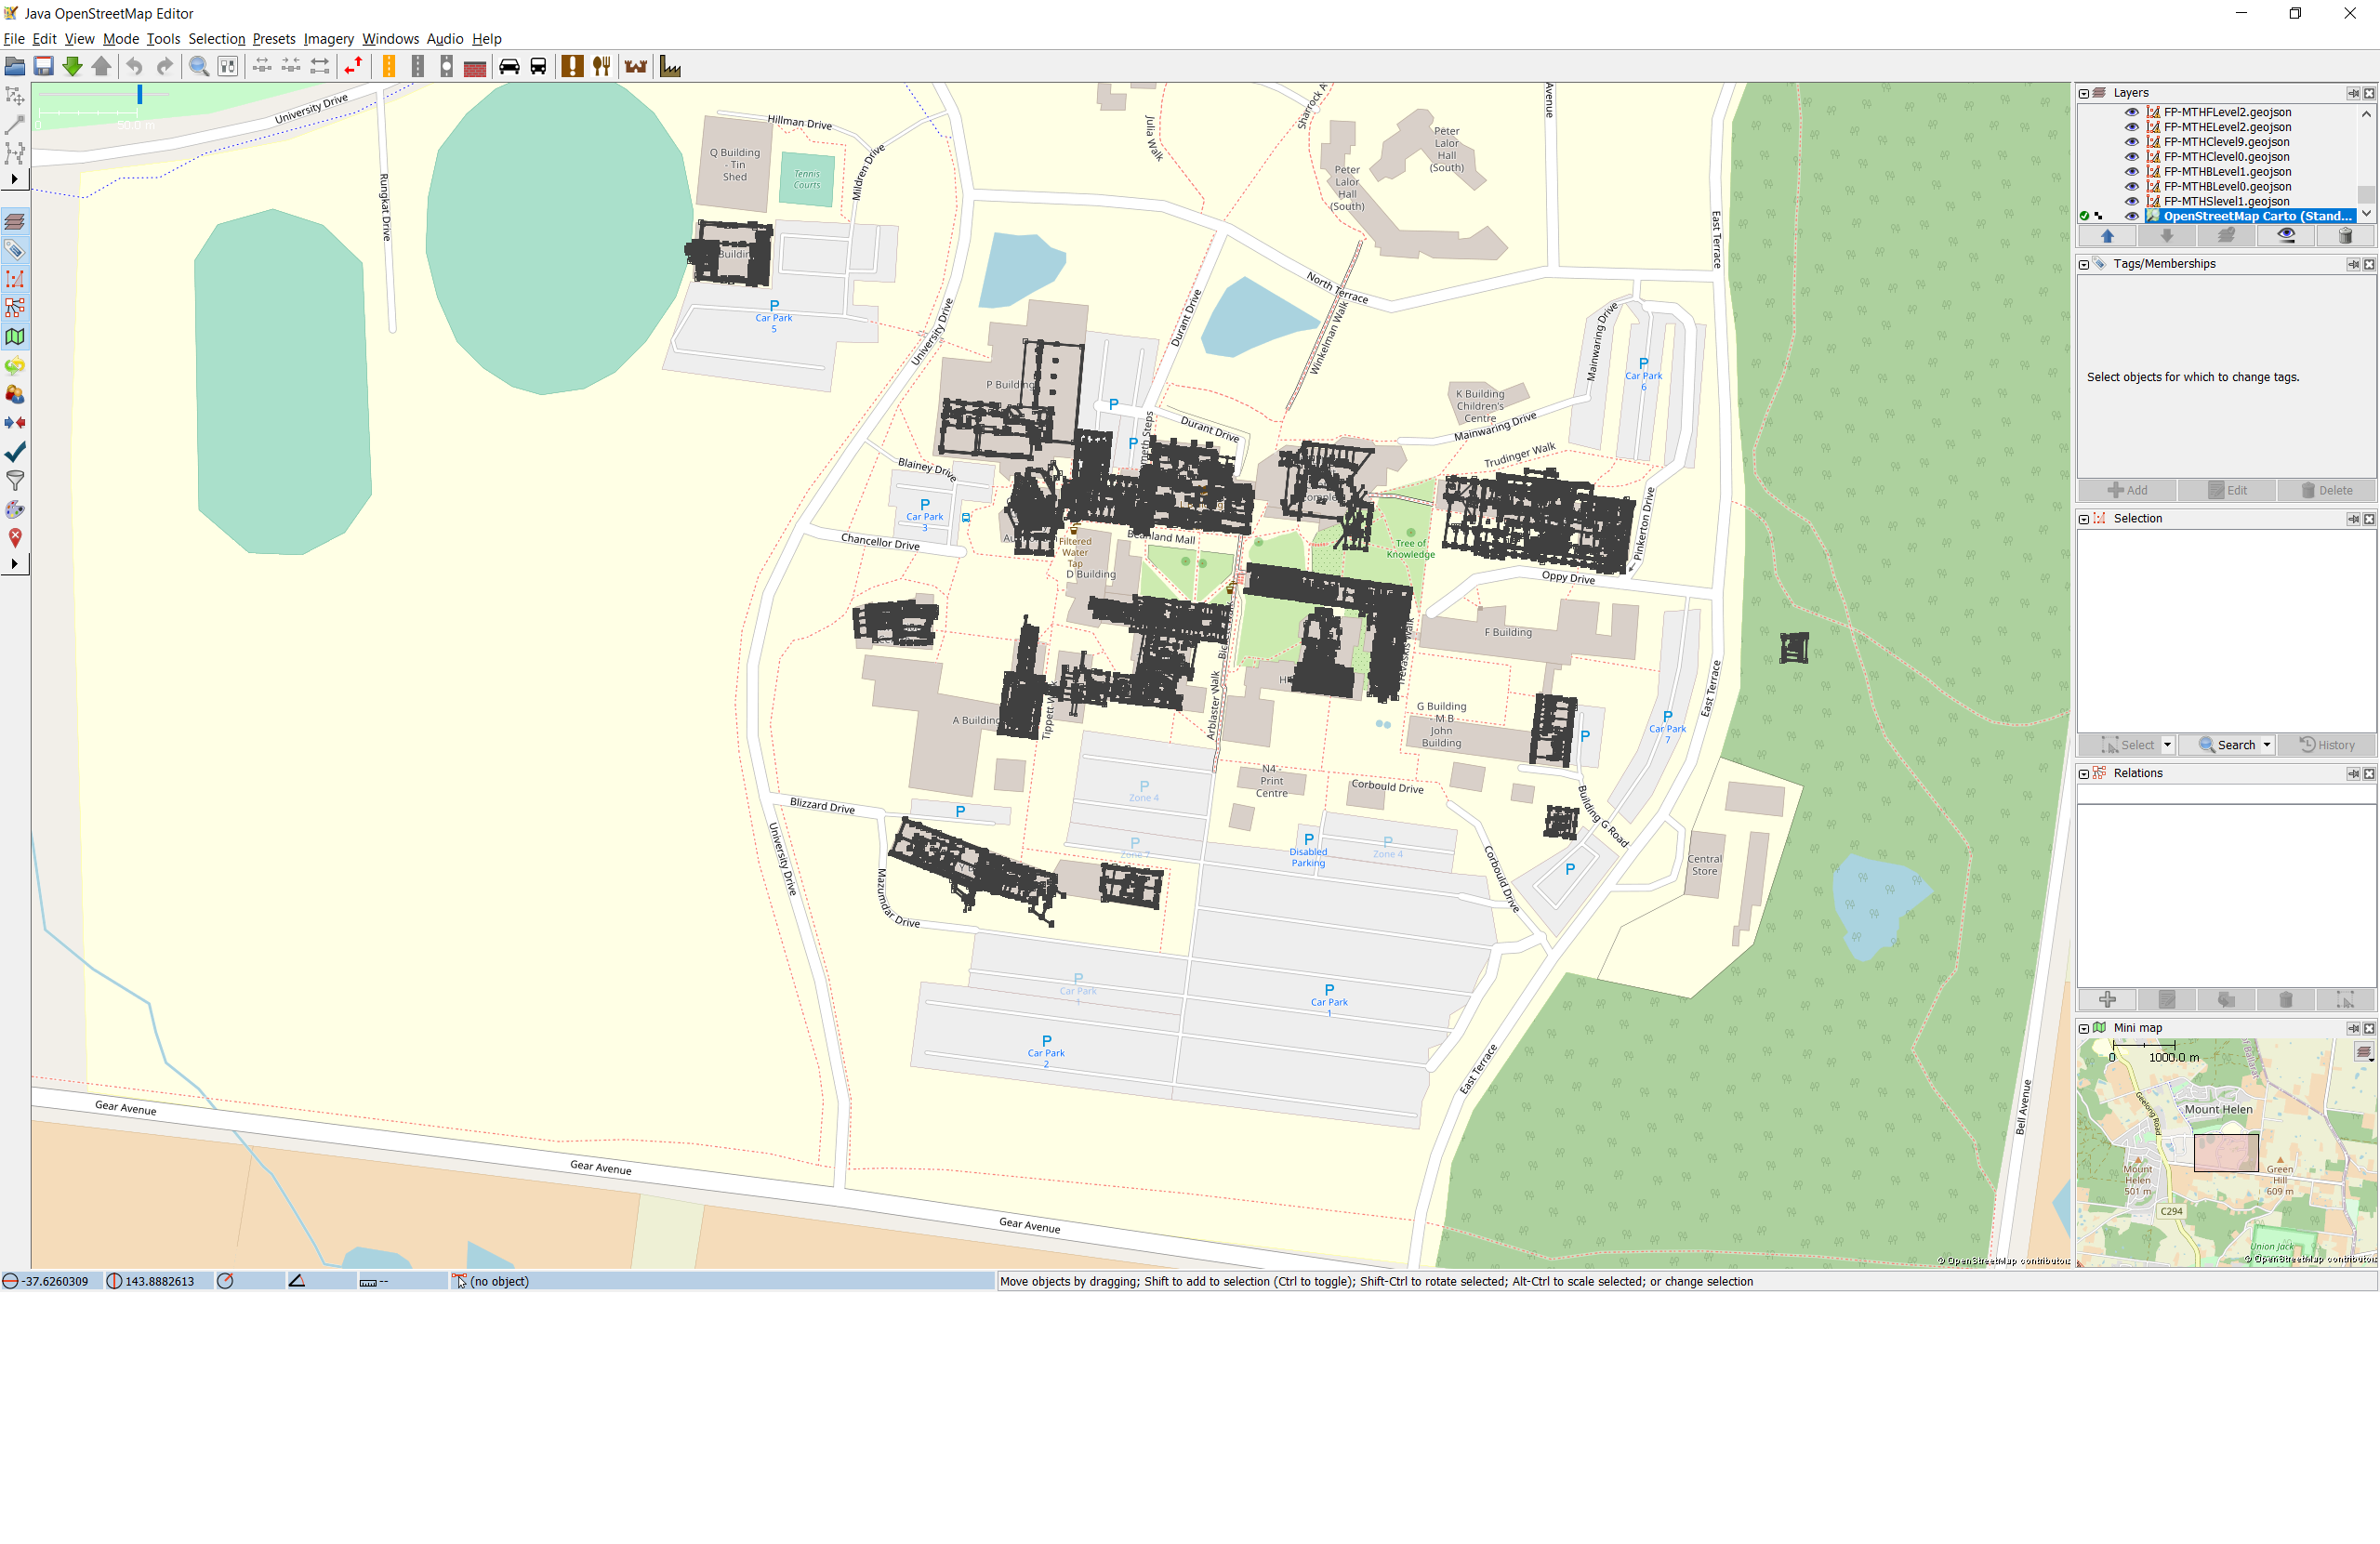 Java OpenStreetMap Editor
File Edit View Mode Tools Selection Presets Imagery Windows Audio Help
0 50.0 m
University Drive
Rungkat Drive
Hillman Drive
Q Building
- Tin
Shed
Tennis
Courts
Mildren Drive
Julia Walk
Sharrock A
Peter
Lalor
Hall
(South)
Peter
Lalor
Hall
(South)
Avenue
East Terrace
P
Car Park
5
University Drive
Durant Drive
North Terrace
Winkelman Walk
Mainwaring Drive
P
Car Park
6
P Building
P
P
Durant Drive
K Building
Children's
Centre
Mainwaring Drive
Trudinger Walk
Blainey Drive
P
Car Park
3
Chancellor Drive
Filtered
Water
Tap
D Building
Beanland Mall
Tree of
Knowledge
Pinkerton Drive
Oppy Drive
F Building
A Building
Arblaster Walk
G Building
- M.B
John
Building
P
P
Car Park
7
East Terrace
P
Zone 4
N4 -
Print
Centre
Corbould Drive
Building G Road
Blizzard Drive
P
P
Zone 7
P
Disabled
Parking
P
Zone 4
University Drive
Mazumdar Drive
Corbould Drive
P
Central
Store
P
Car Park
1
P
Car Park
1
P
Car Park
2
East Terrace
Bell Avenue
Gear Avenue
Gear Avenue
Gear Avenue
© OpenStreetMap contributors
Layers
FP-MTHFLevel2.geojson
FP-MTHELevel2.geojson
FP-MTHClevel9.geojson
FP-MTHClevel0.geojson
FP-MTHBLevel1.geojson
FP-MTHBLevel0.geojson
FP-MTHSlevel1.geojson
OpenStreetMap Carto (Stand...
Tags/Memberships
Select objects for which to change tags.
Add Edit Delete
Selection
Select Search History
Relations
Mini map
0 1000.0 m
Geelong Road
Mount Helen
Mount
Helen
501 m
Green
Hill
609 m
C294
Union Jack
© OpenStreetMap contributors
-37.6260309 143.8882613 -- (no object) Move objects by dragging; Shift to add to selection (Ctrl to toggle); Shift-Ctrl to rotate selected; Alt-Ctrl to scale selected; or change selection